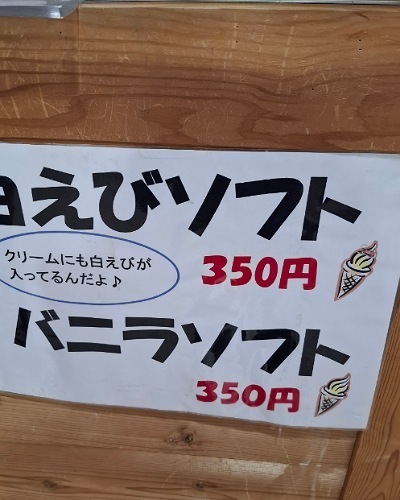 白えびソフト
クリームにも白えびが
入ってるんだよ♪
350円
バニラソフト
350円